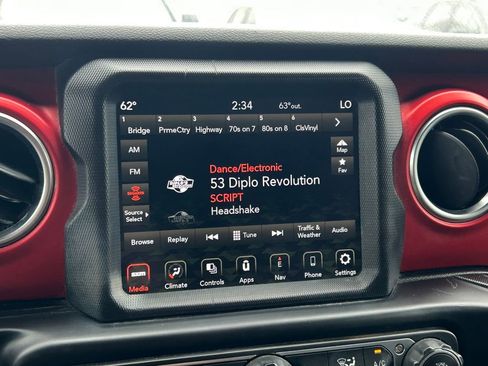 62° 2:34 63° out. LO
1 2 3 4 5 6
Bridge PrmeCtry Highway 70s on 7 80s on 8 ClsVinyl
AM
FM
Source
Select
Map
Fav
Dance/Electronic
53 Diplo Revolution
SCRIPT
Headshake
Browse Replay Tune Traffic & Weather Audio
sxm
Media Climate Controls Apps Nav Phone Settings
A/C